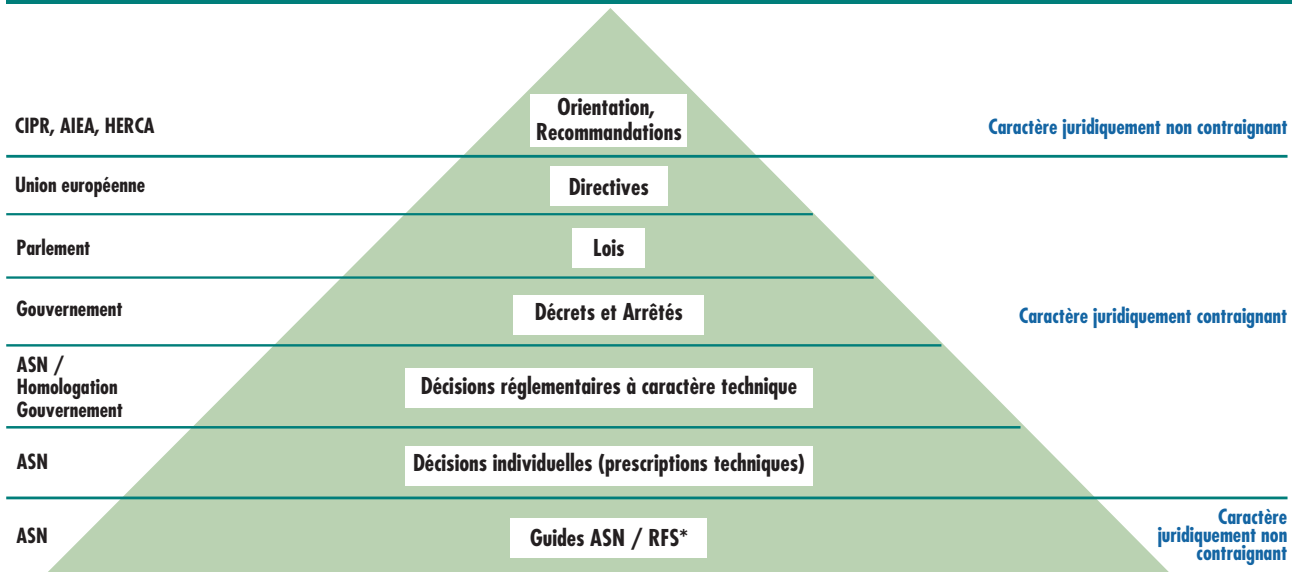 CIPR, AIEA, HERCA
Orientation,
Recommandations
Caractère juridiquement non contraignant
Union européenne
Directives
Parlement
Lois
Gouvernement
Décrets et Arrêtés
Caractère juridiquement contraignant
ASN /
Homologation
Gouvernement
Décisions réglementaires à caractère technique
ASN
Décisions individuelles (prescriptions techniques)
ASN
Guides ASN / RFS*
Caractère
juridiquement non
contraignant